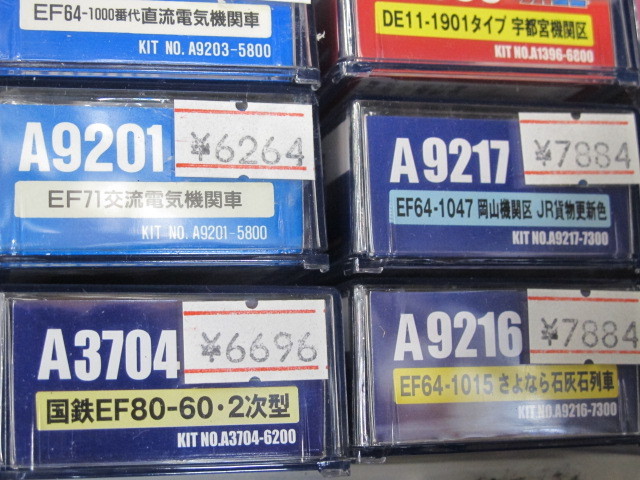 EF64-1000番代直流電気機関車
KIT NO. A9203-5800
DE11-1901タイプ 宇都宮機関区
KIT NO.A1396-6800
A9201
¥6264
EF71交流電気機関車
KIT NO. A9201-5800
A9217
¥7884
EF64-1047 岡山機関区 JR貨物更新色
KIT NO.A9217-7300
A3704
¥6696
国鉄EF80-60・2次型
KIT NO.A3704-6200
A9216
¥7884
EF64-1015 さよなら石灰石列車
KIT NO.A9216-7300